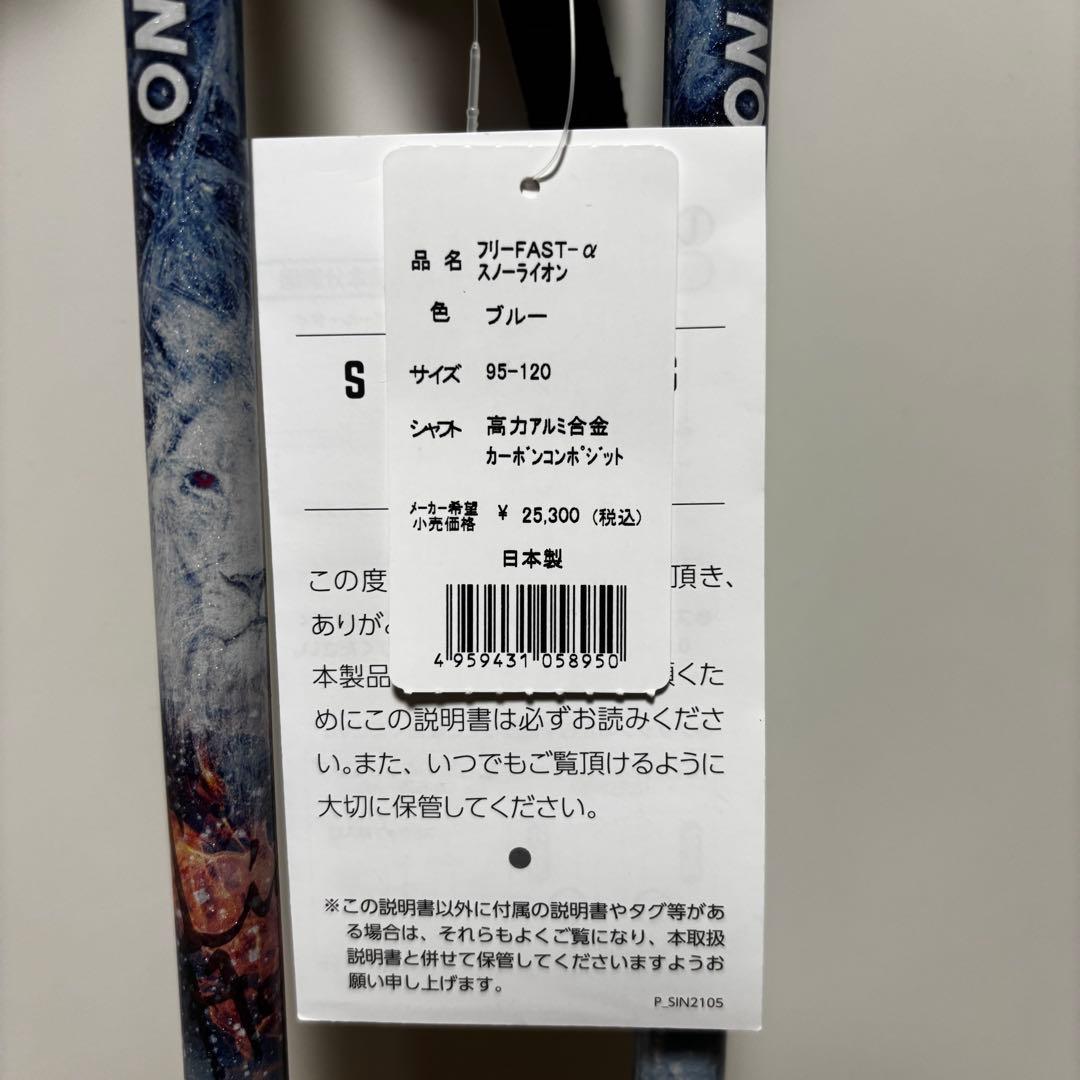 NO
NO
品名 フリーFAST-α
スノーライオン
色 ブルー
サイズ 95-120
シャフト 高力アルミ合金
カーボンコンポジット
メーカー希望
小売価格 ¥ 25,300 (税込)
日本製
4 959431 058950
S
この度 頂き、
ありが
本製品 頂くた
めにこの説明書は必ずお読みくださ
い。また、いつでもご覧頂けるように
大切に保管してください。
※この説明書以外に付属の説明書やタグ等があ
る場合は、それらもよくご覧になり、本取扱
説明書と併せて保管してくださいますようお
願い申し上げます。
P_SIN2105